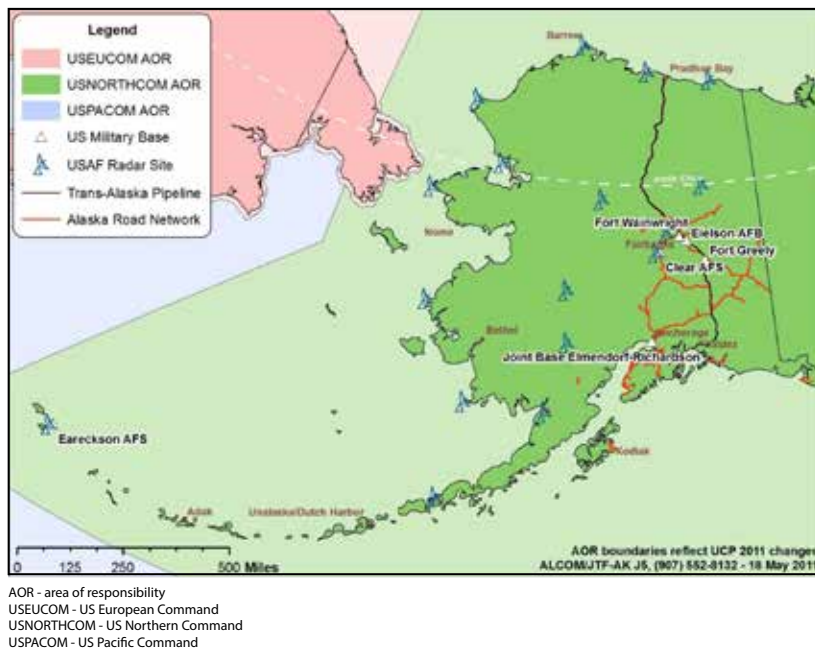 Legend
USEUCOM AOR
USNORTHCOM AOR
USPACOM AOR
US Military Base
USAF Radar Site
Trans-Alaska Pipeline
Alaska Road Network
Barrow
Prudhoe Bay
Nome
Fort Wainwright
Eielson AFB
Fairbanks
Fort Greely
Clear AFS
Bethel
Anchorage
Valdez
Joint Base Elmendorf-Richardson
Eareckson AFS
Kodiak
Adak
Unalaska/Dutch Harbor
0 125 250 500 Miles
AOR boundaries reflect UCP 2011 changes
ALCOM/JTF-AK J5, (907) 552-8132 - 18 May 2011
AOR - area of responsibility
USEUCOM - US European Command
USNORTHCOM - US Northern Command
USPACOM - US Pacific Command